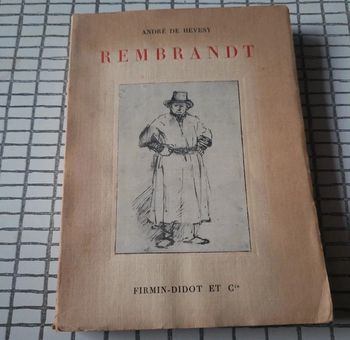 ANDRÉ DE HEVESY
REMBRANDT
FIRMIN-DIDOT ET Cie